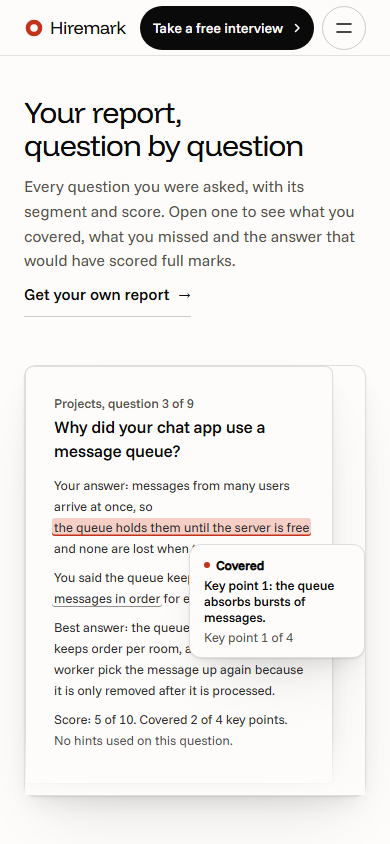 Hiremark
Take a free interview
Your report,
question by question
Every question you were asked, with its
segment and score. Open one to see what you
covered, what you missed and the answer that
would have scored full marks.
Get your own report →
Projects, question 3 of 9
Why did your chat app use a
message queue?
Your answer: messages from many users
arrive at once, so
the queue holds them until the server is free
and none are lost when
You said the queue
messages in order for
Best answer: the queue
keeps order per room,
worker pick the message up again because
it is only removed after it is processed.
Score: 5 of 10. Covered 2 of 4 key points.
No hints used on this question.
Covered
Key point 1: the queue
absorbs bursts of
messages.
Key point 1 of 4